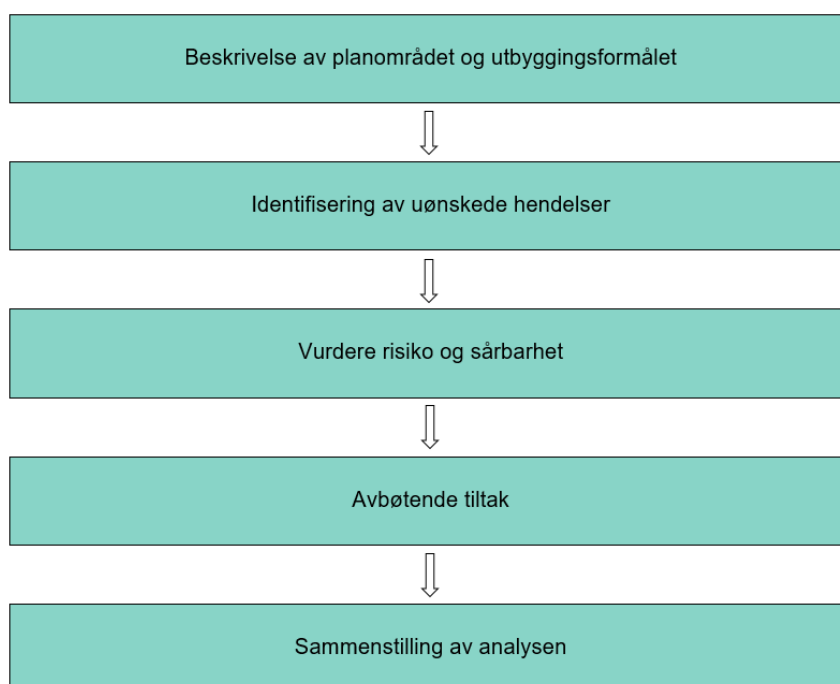 Beskrivelse av planområdet og utbyggingsformålet
Identifisering av uønskede hendelser
Vurdere risiko og sårbarhet
Avbøtende tiltak
Sammenstilling av analysen